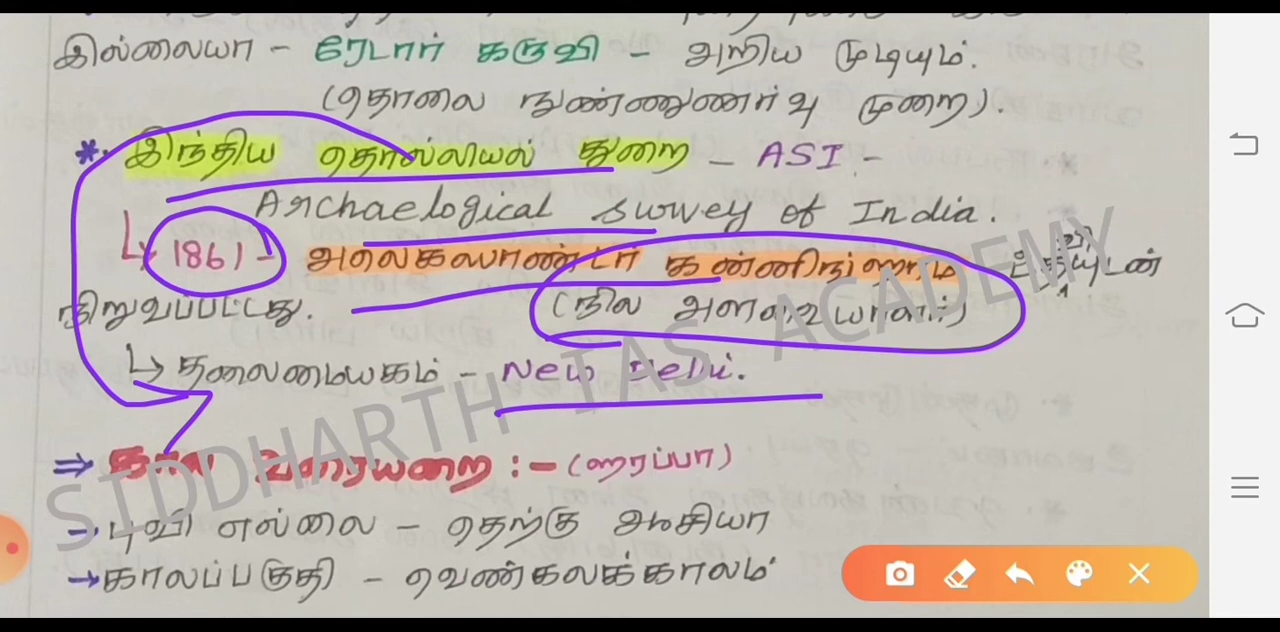 இல்லையா - ரேடார் கருவி - அறிய முடியும்.
(தொலை நுண்ணுணர்வு முறை).
* இந்திய தொல்லியல் துறை - ASI -
Archaelogical survey of India.
↳ 1861 - அலெக்ஸாண்டர் கன்னிங்ஹாம் உதவியுடன்
நிறுவப்பட்டது. (நில அளவையாளர்)
↳ தலைமையகம் - New Delhi.
⇒ கால வரையறை :- (ஹரப்பா)
→ புவி எல்லை - தெற்கு ஆசியா
→ காலப்பகுதி - வெண்கலக்காலம்
SIDDHARTH IAS ACADEMY